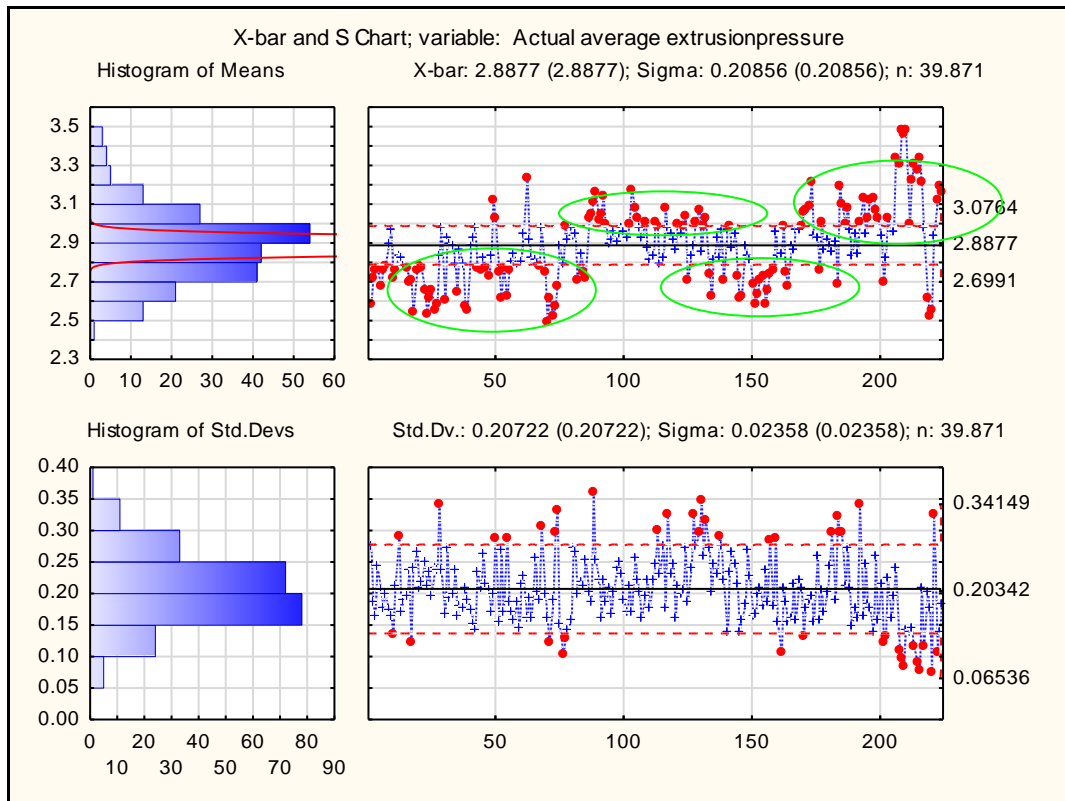 X-bar and S Chart; variable: Actual average extrusionpressure
Histogram of Means
X-bar: 2.8877 (2.8877); Sigma: 0.20856 (0.20856); n: 39.871
3.5
3.3
3.1
2.9
2.7
2.5
2.3
0 10 20 30 40 50 60
50 100 150 200
3.0764
2.8877
2.6991
Histogram of Std.Devs
Std.Dv.: 0.20722 (0.20722); Sigma: 0.02358 (0.02358); n: 39.871
0.40
0.35
0.30
0.25
0.20
0.15
0.10
0.05
0.00
0 20 40 60 80
10 30 50 70 90
50 100 150 200
0.34149
0.20342
0.06536